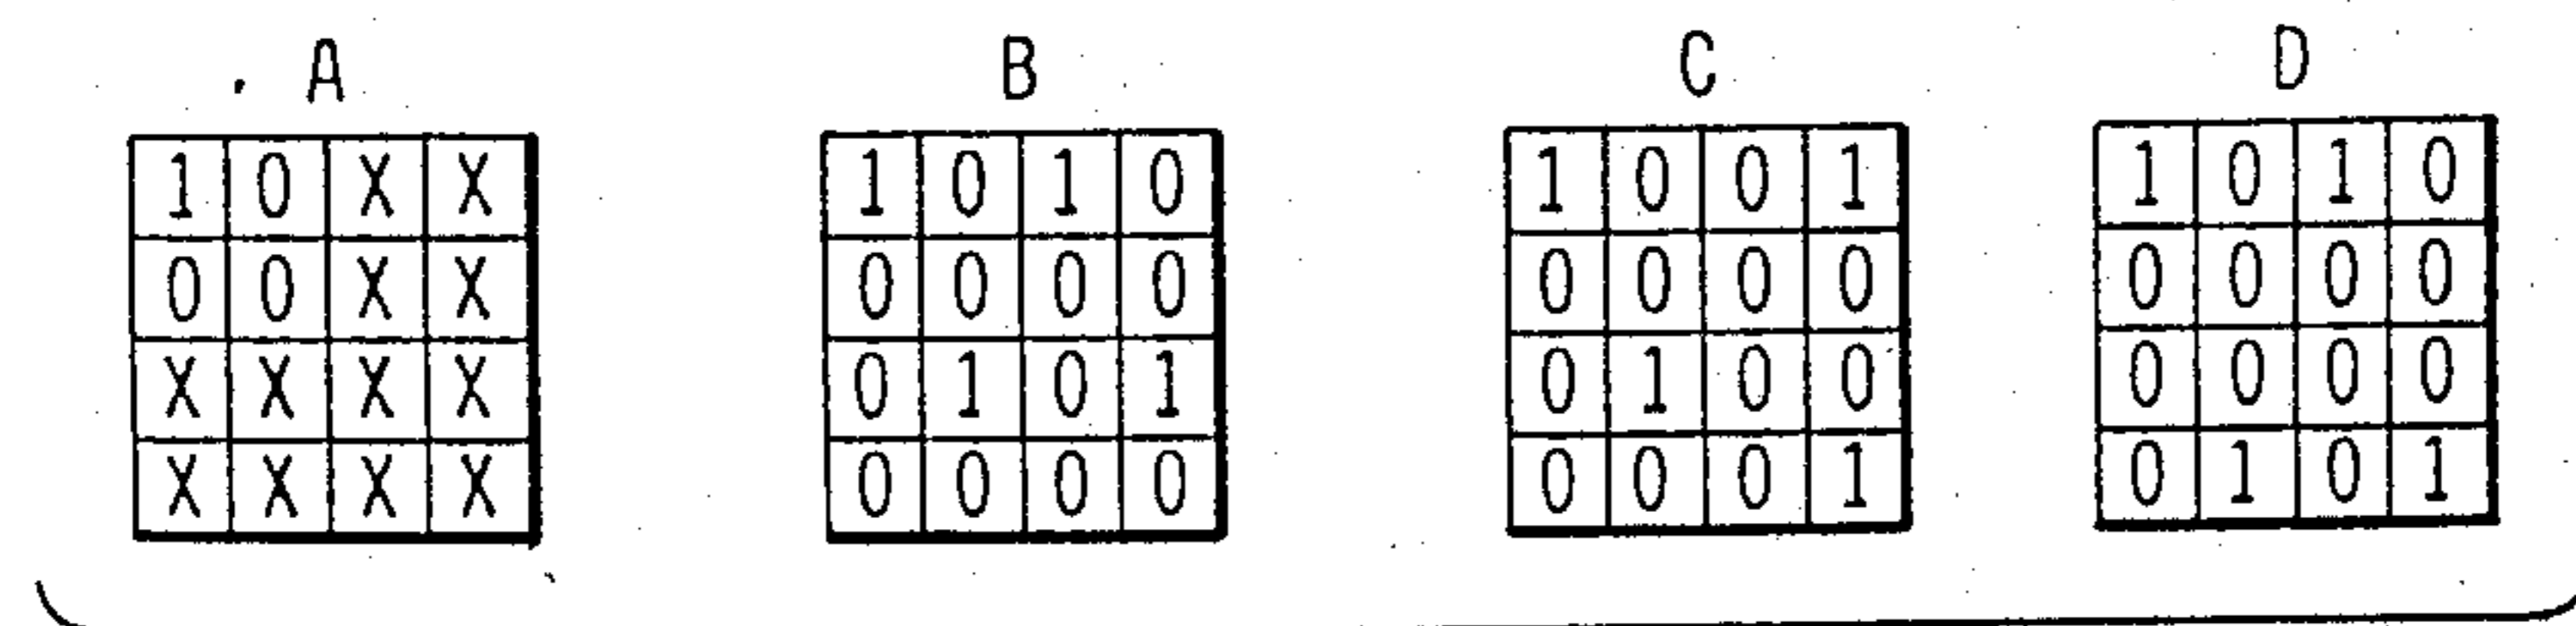 A B C D
1 0 X X 1 0 1 0 1 0 0 1 1 0 1 0
0 0 X X 0 0 0 0 0 0 0 0 0 0 0 0
X X X X 0 1 0 1 0 1 0 0 0 0 0 0
X X X X 0 0 0 0 0 0 0 1 0 1 0 1